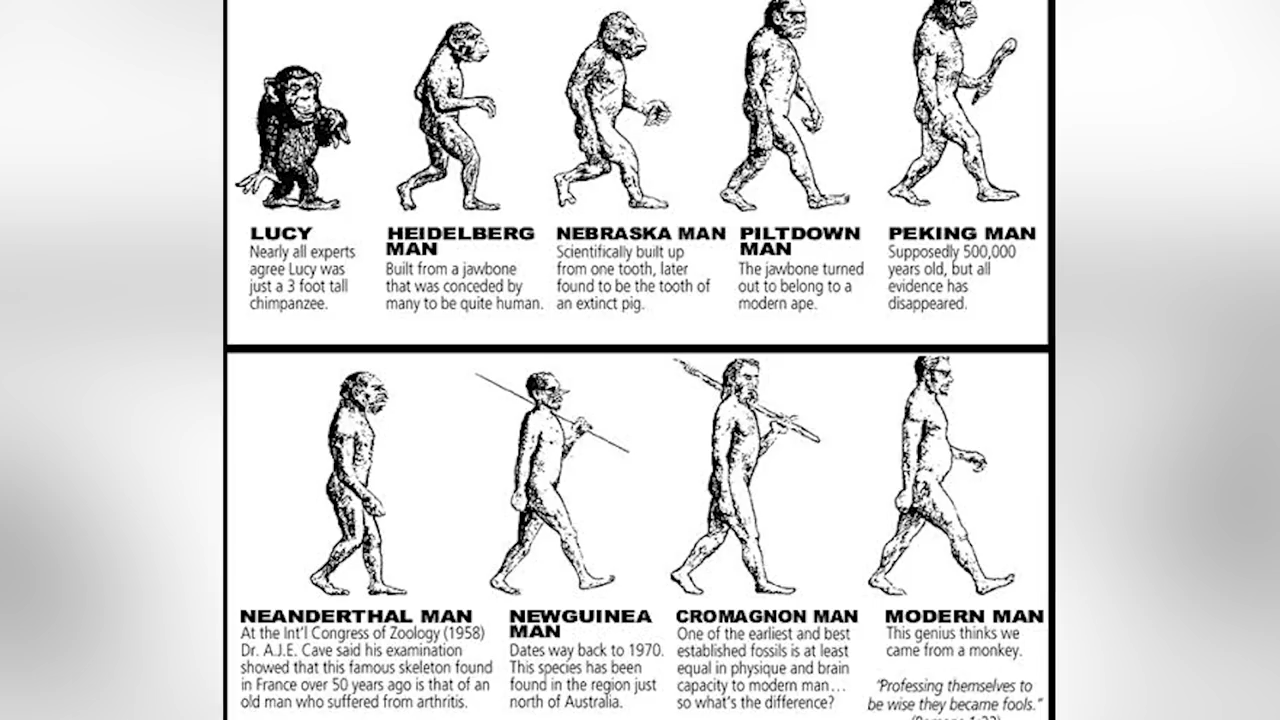 LUCY
Nearly all experts
agree Lucy was
just a 3 foot tall
chimpanzee.
HEIDELBERG
MAN
Built from a jawbone
that was conceded by
many to be quite human.
NEBRASKA MAN
Scientifically built up
from one tooth, later
found to be the tooth of
an extinct pig.
PILTDOWN
MAN
The jawbone turned
out to belong to a
modern ape.
PEKING MAN
Supposedly 500,000
years old, but all
evidence has
disappeared.
NEANDERTHAL MAN
At the Int'l Congress of Zoology (1958)
Dr. A.J.E. Cave said his examination
showed that this famous skeleton found
in France over 50 years ago is that of an
old man who suffered from arthritis.
NEWGUINEA
MAN
Dates way back to 1970.
This species has been
found in the region just
north of Australia.
CROMAGNON MAN
One of the earliest and best
established fossils is at least
equal in physique and brain
capacity to modern man...
so what's the difference?
MODERN MAN
This genius thinks we
came from a monkey.
"Professing themselves to
be wise they became fools."
(Romans 1:22)